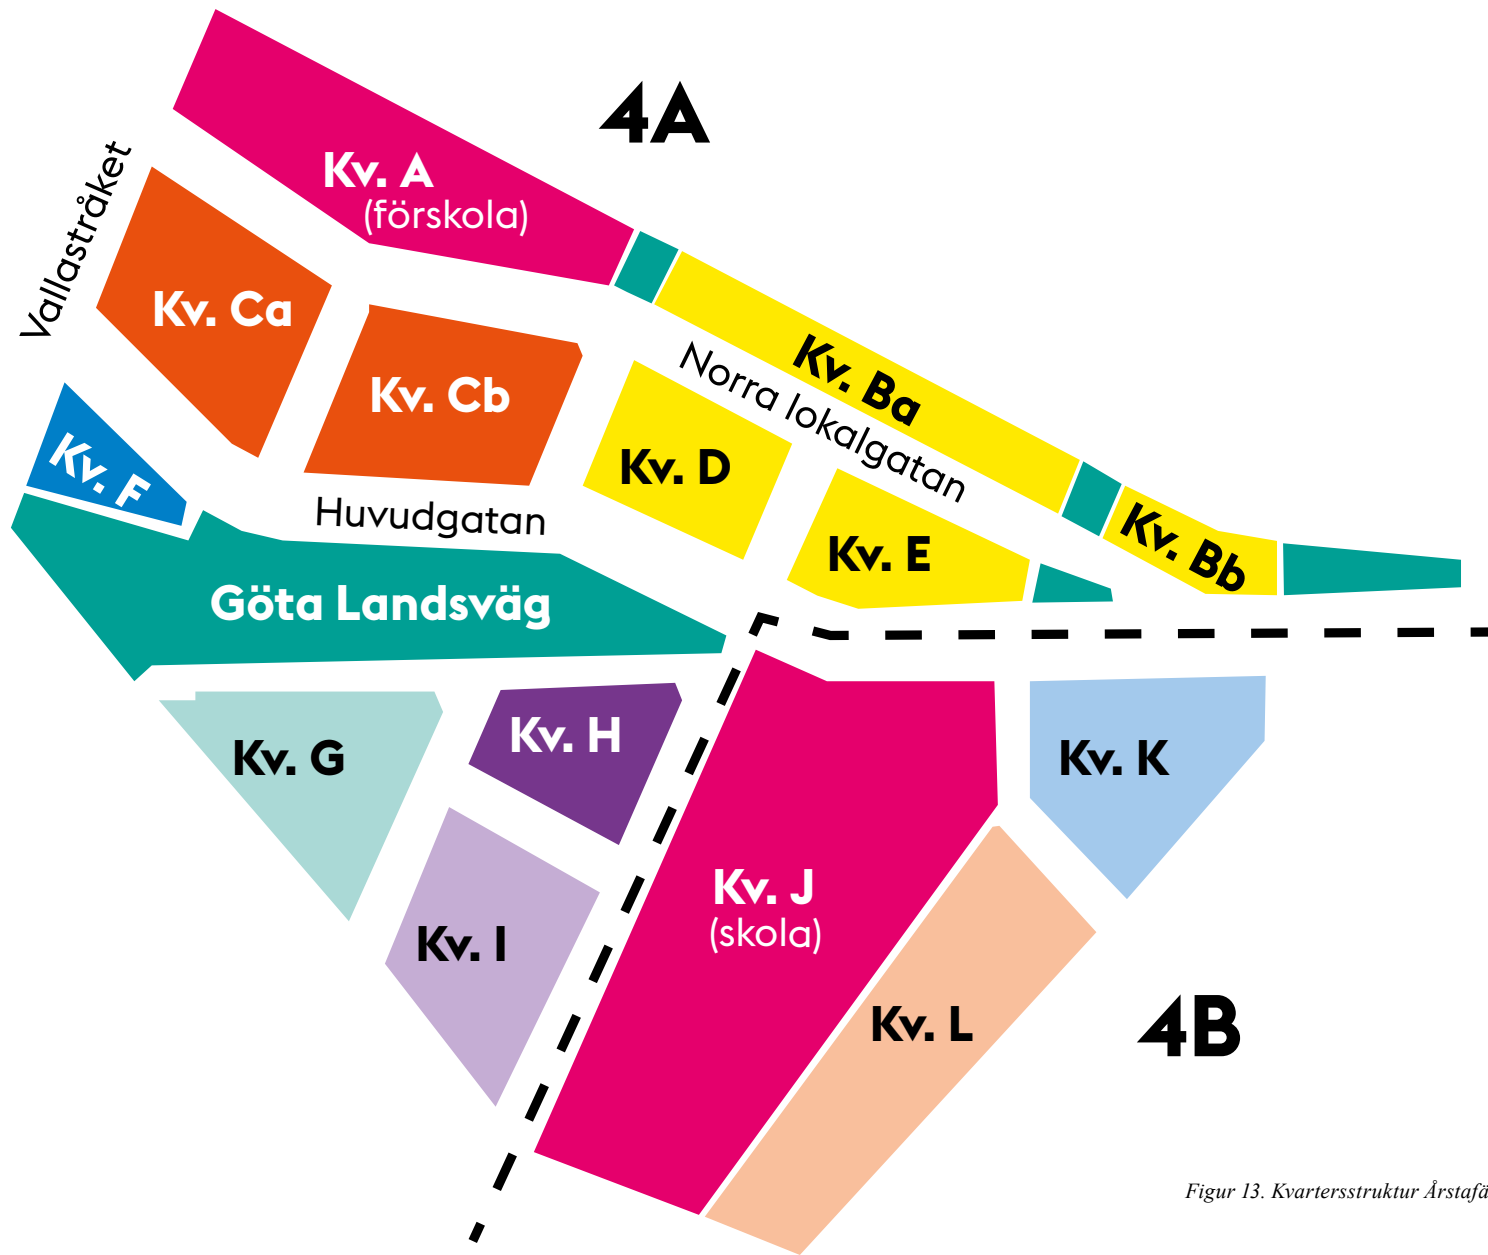 4A
Kv. A
(förskola)
Vallastråket
Kv. Ca
Kv. Cb
Kv. Ba
Norra lokalgatan
Kv. D
Kv. F
Huvudgatan
Kv. E
Kv. Bb
Göta Landsväg
Kv. G
Kv. H
Kv. K
Kv. J
(skola)
Kv. I
Kv. L
4B
Figur 13. Kvartersstruktur Årstafä